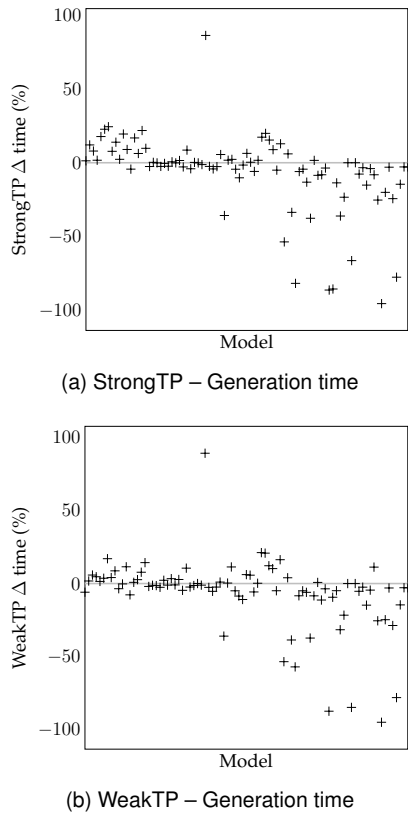 100
50
0
−50
−100
StrongTP Δ time (%)
Model
(a) StrongTP – Generation time
100
50
0
−50
−100
WeakTP Δ time (%)
Model
(b) WeakTP – Generation time